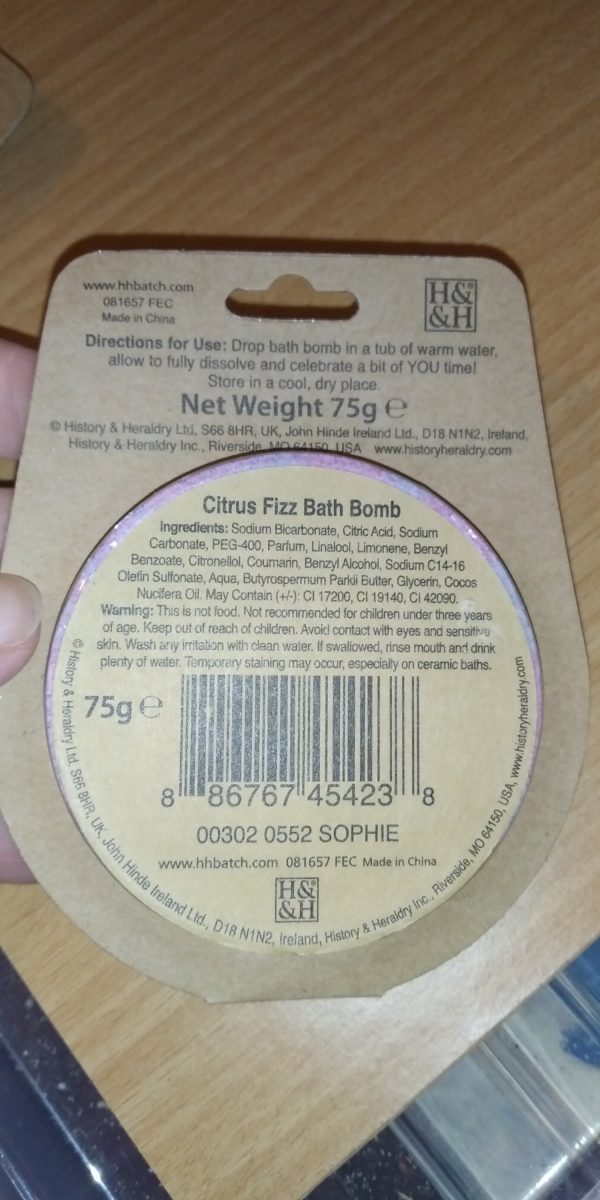 www.hhbatch.com
081657 FEC
Made in China
H&®
&H
Directions for Use: Drop bath bomb in a tub of warm water,
allow to fully dissolve and celebrate a bit of YOU time!
Store in a cool, dry place.
Net Weight 75g ℮
© History & Heraldry Ltd, S66 8HR, UK, John Hinde Ireland Ltd., D18 N1N2, Ireland,
History & Heraldry Inc., Riverside, MO 64150, USA www.historyheraldry.com
Citrus Fizz Bath Bomb
Ingredients: Sodium Bicarbonate, Citric Acid, Sodium
Carbonate, PEG-400, Parfum, Linalool, Limonene, Benzyl
Benzoate, Citronellol, Coumarin, Benzyl Alcohol, Sodium C14-16
Olefin Sulfonate, Aqua, Butyrospermum Parkii Butter, Glycerin, Cocos
Nucifera Oil. May Contain (+/-): CI 17200, CI 19140, CI 42090.
Warning: This is not food. Not recommended for children under three years
of age. Keep out of reach of children. Avoid contact with eyes and sensitive
skin. Wash any irritation with clean water. If swallowed, rinse mouth and drink
plenty of water. Temporary staining may occur, especially on ceramic baths.
75g ℮
8 86767 45423 8
00302 0552 SOPHIE
www.hhbatch.com 081657 FEC Made in China
H&®
&H
© History & Heraldry Ltd. S66 8HR, UK, John Hinde Ireland Ltd., D18 N1N2, Ireland, History & Heraldry Inc., Riverside, MO 64150, USA, www.historyheraldry.com